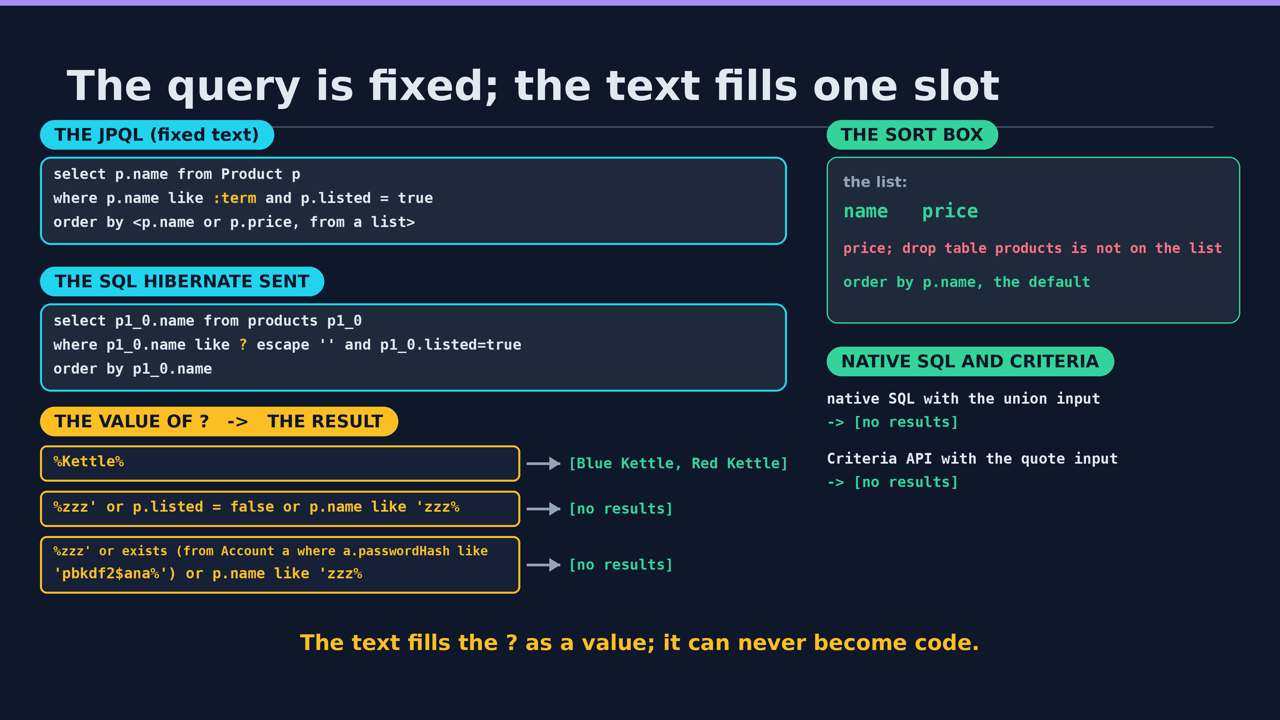 The query is fixed; the text fills one slot
THE JPQL (fixed text)
select p.name from Product p
where p.name like :term and p.listed = true
order by <p.name or p.price, from a list>
THE SQL HIBERNATE SENT
select p1_0.name from products p1_0
where p1_0.name like ? escape '' and p1_0.listed=true
order by p1_0.name
THE VALUE OF ? -> THE RESULT
%Kettle%
[Blue Kettle, Red Kettle]
%zzz' or p.listed = false or p.name like 'zzz%
[no results]
%zzz' or exists (from Account a where a.passwordHash like
'pbkdf2$ana%') or p.name like 'zzz%
[no results]
THE SORT BOX
the list:
name price
price; drop table products is not on the list
order by p.name, the default
NATIVE SQL AND CRITERIA
native SQL with the union input
-> [no results]
Criteria API with the quote input
-> [no results]
The text fills the ? as a value; it can never become code.